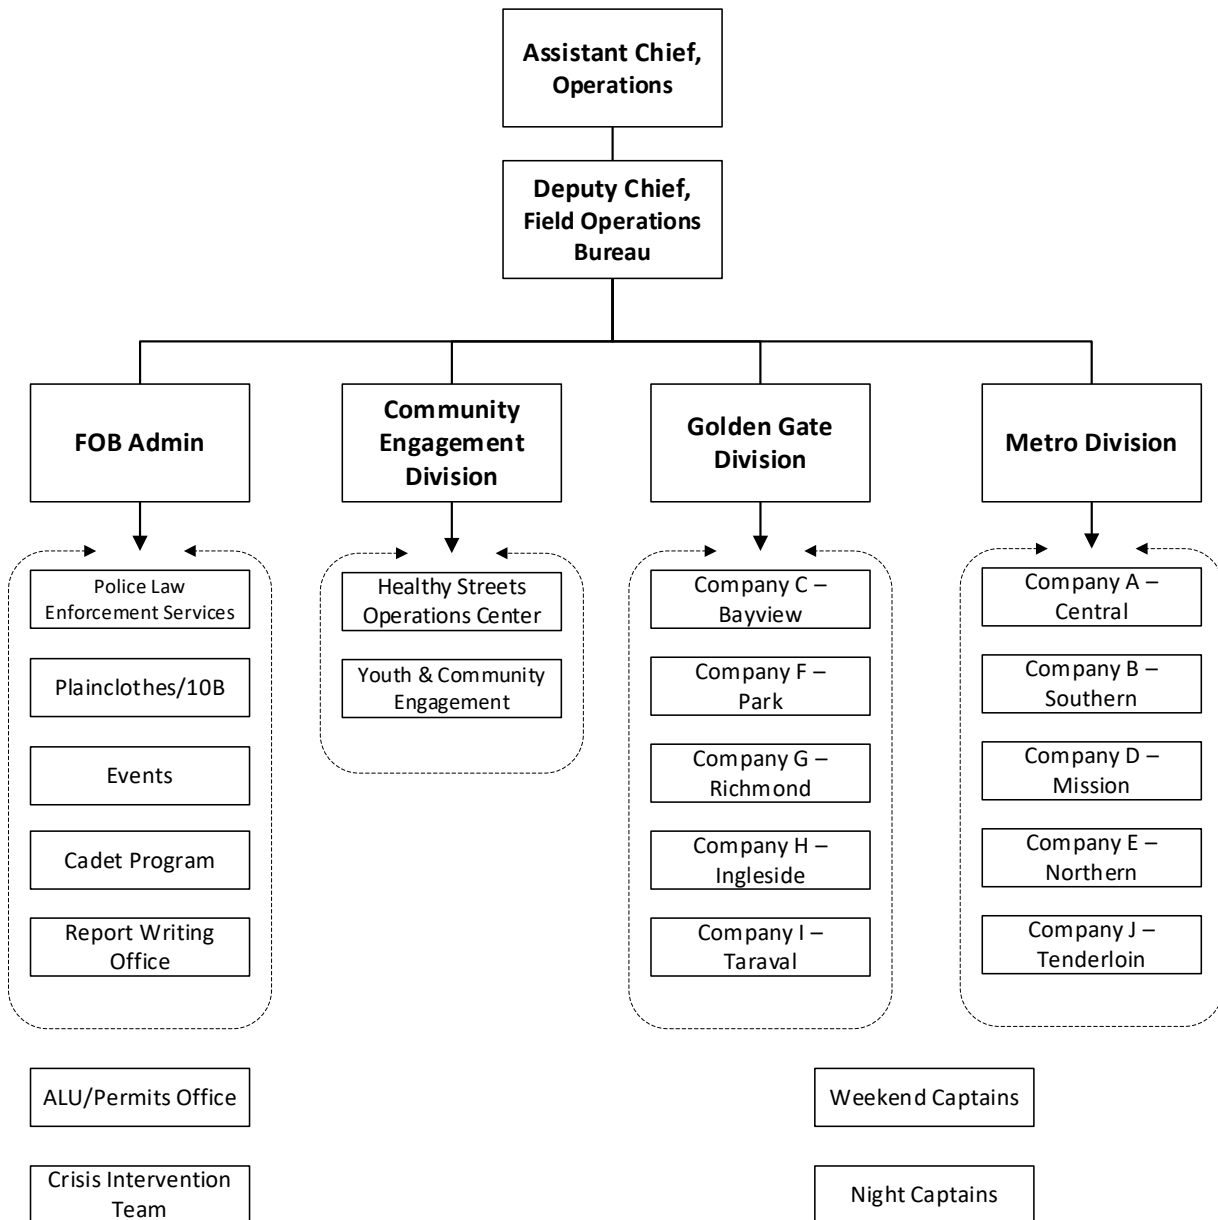 Assistant Chief,
Operations
Deputy Chief,
Field Operations
Bureau
FOB Admin
Community
Engagement
Division
Golden Gate
Division
Metro Division
Police Law
Enforcement Services
Plainclothes/10B
Events
Cadet Program
Report Writing
Office
Healthy Streets
Operations Center
Youth & Community
Engagement
Company C –
Bayview
Company F –
Park
Company G –
Richmond
Company H –
Ingleside
Company I –
Taraval
Company A –
Central
Company B –
Southern
Company D –
Mission
Company E –
Northern
Company J –
Tenderloin
ALU/Permits Office
Weekend Captains
Crisis Intervention
Team
Night Captains